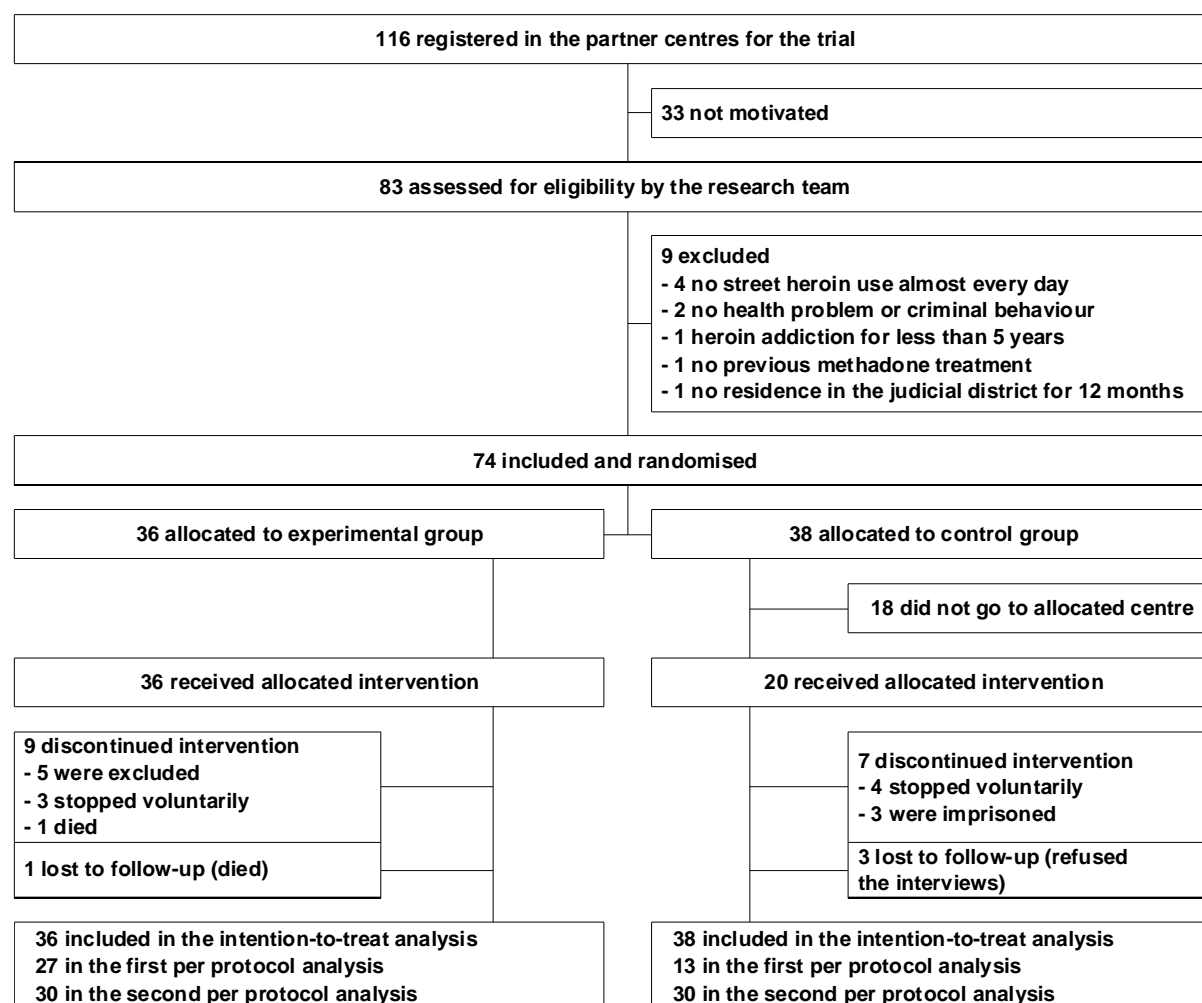 116 registered in the partner centres for the trial
33 not motivated
83 assessed for eligibility by the research team
9 excluded
- 4 no street heroin use almost every day
- 2 no health problem or criminal behaviour
- 1 heroin addiction for less than 5 years
- 1 no previous methadone treatment
- 1 no residence in the judicial district for 12 months
74 included and randomised
36 allocated to experimental group
38 allocated to control group
18 did not go to allocated centre
36 received allocated intervention
20 received allocated intervention
9 discontinued intervention
- 5 were excluded
- 3 stopped voluntarily
- 1 died
1 lost to follow-up (died)
7 discontinued intervention
- 4 stopped voluntarily
- 3 were imprisoned
3 lost to follow-up (refused
the interviews)
36 included in the intention-to-treat analysis
27 in the first per protocol analysis
30 in the second per protocol analysis
38 included in the intention-to-treat analysis
13 in the first per protocol analysis
30 in the second per protocol analysis